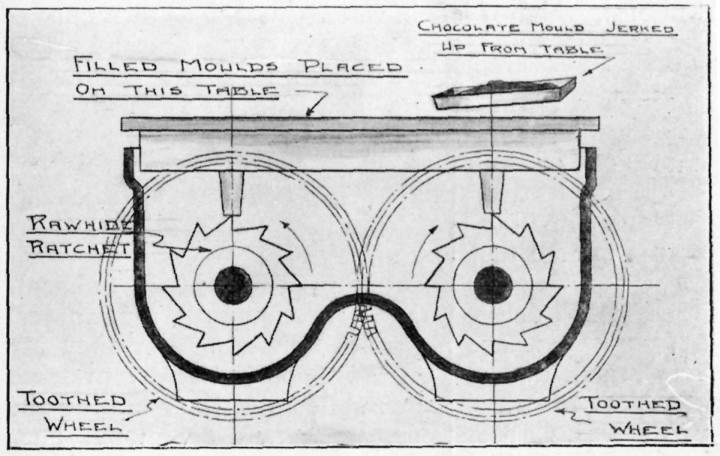 CHOCOLATE MOULD JERKED
UP FROM TABLE
FILLED MOULDS PLACED
ON THIS TABLE
RAWHIDE
RATCHET
TOOTHED
WHEEL
TOOTHED
WHEEL